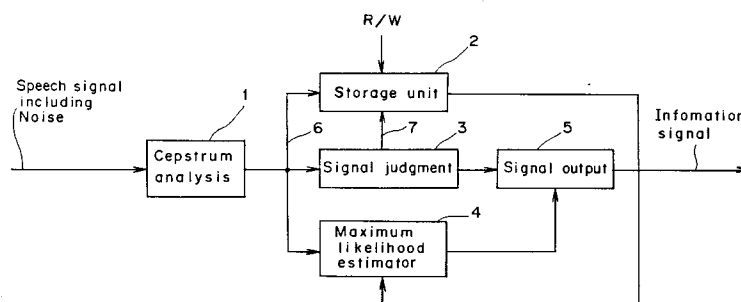 R/W
2
Speech signal
including
Noise
1
Storage unit
Infomation
signal
6
7
3
5
Cepstrum
analysis
Signal judgment
Signal output
4
Maximum
likelihood
estimator